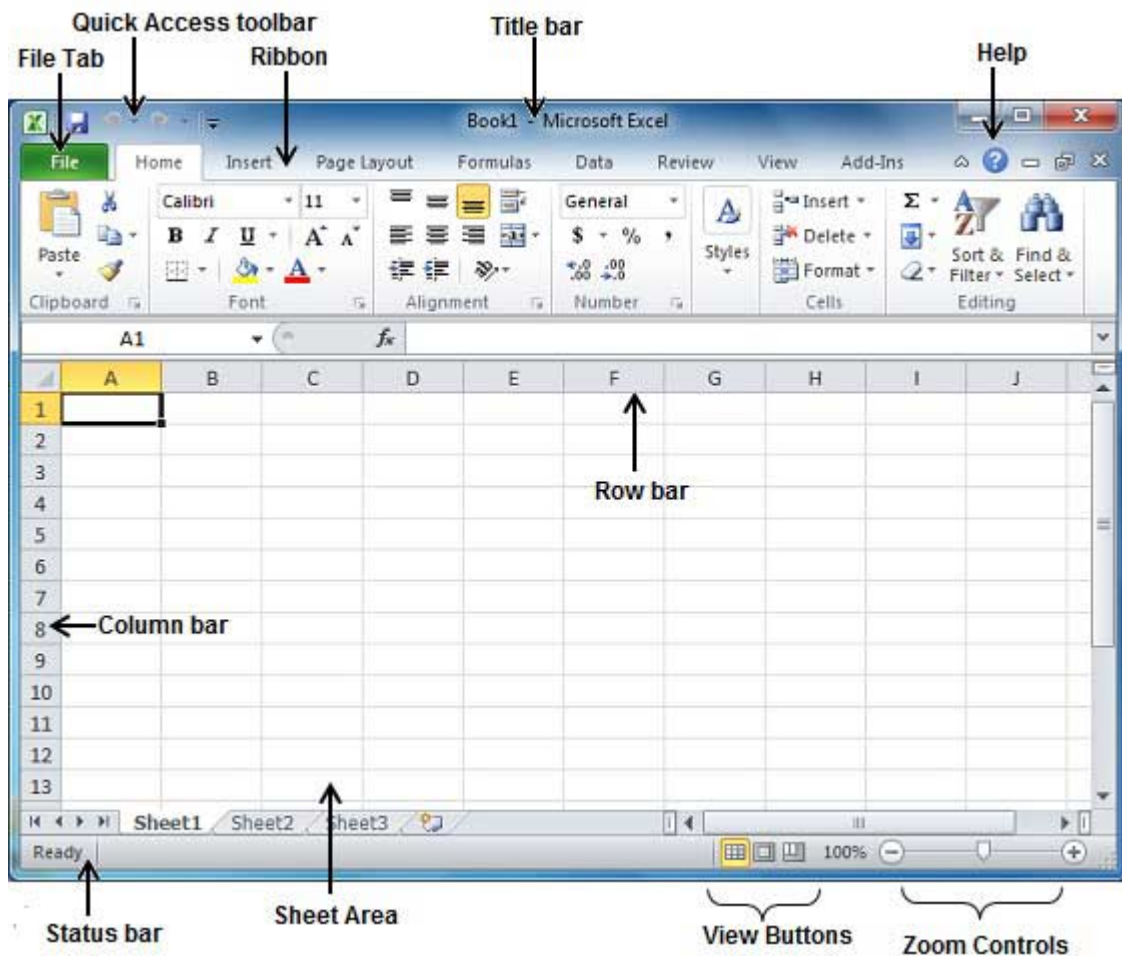 Quick Access toolbar
Title bar
File Tab
Ribbon
Help
Book1 - Microsoft Excel
File Home Insert Page Layout Formulas Data Review View Add-Ins
Calibri 11 General Insert
B I U A A $ % , Delete
Paste Styles Sort & Find &
Format Filter Select
Clipboard Font Alignment Number Cells Editing
A1 fx
A B C D E F G H I J
1
2
3
Row bar
4
5
6
7
8 Column bar
9
10
11
12
13
Sheet1 Sheet2 Sheet3
Ready 100%
Status bar
Sheet Area
View Buttons
Zoom Controls